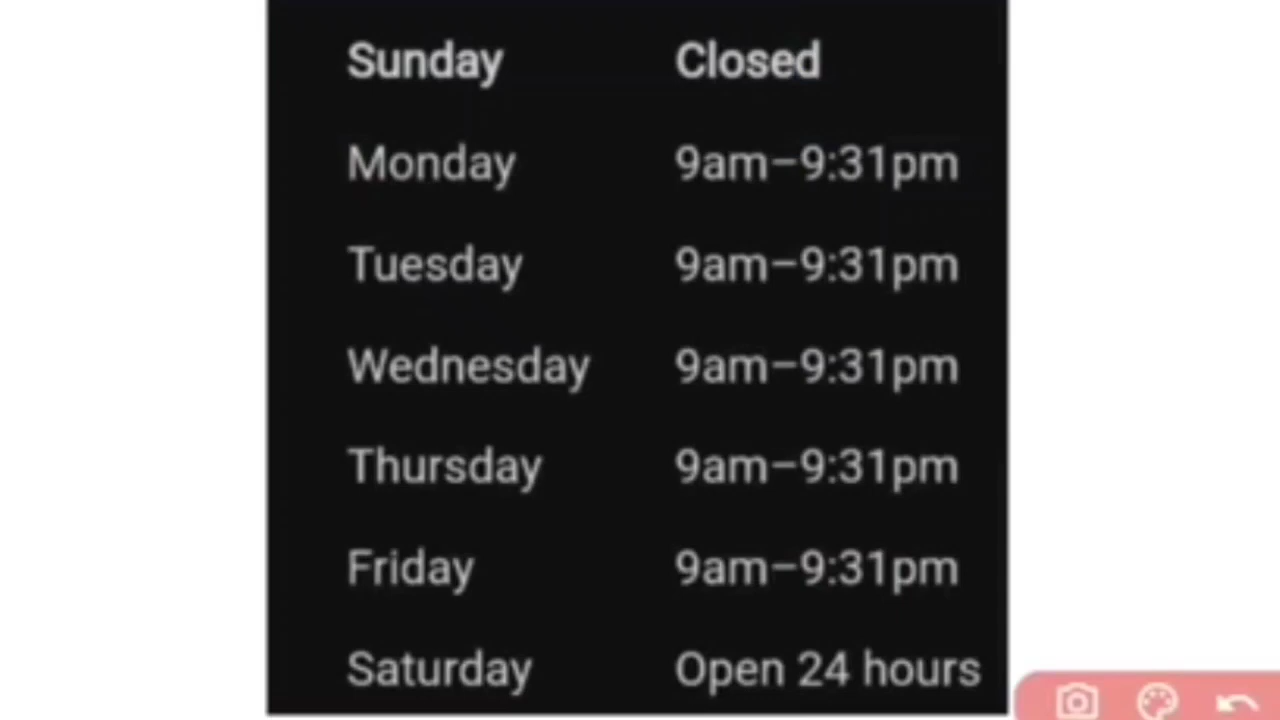 Sunday Closed
Monday 9am–9:31pm
Tuesday 9am–9:31pm
Wednesday 9am–9:31pm
Thursday 9am–9:31pm
Friday 9am–9:31pm
Saturday Open 24 hours